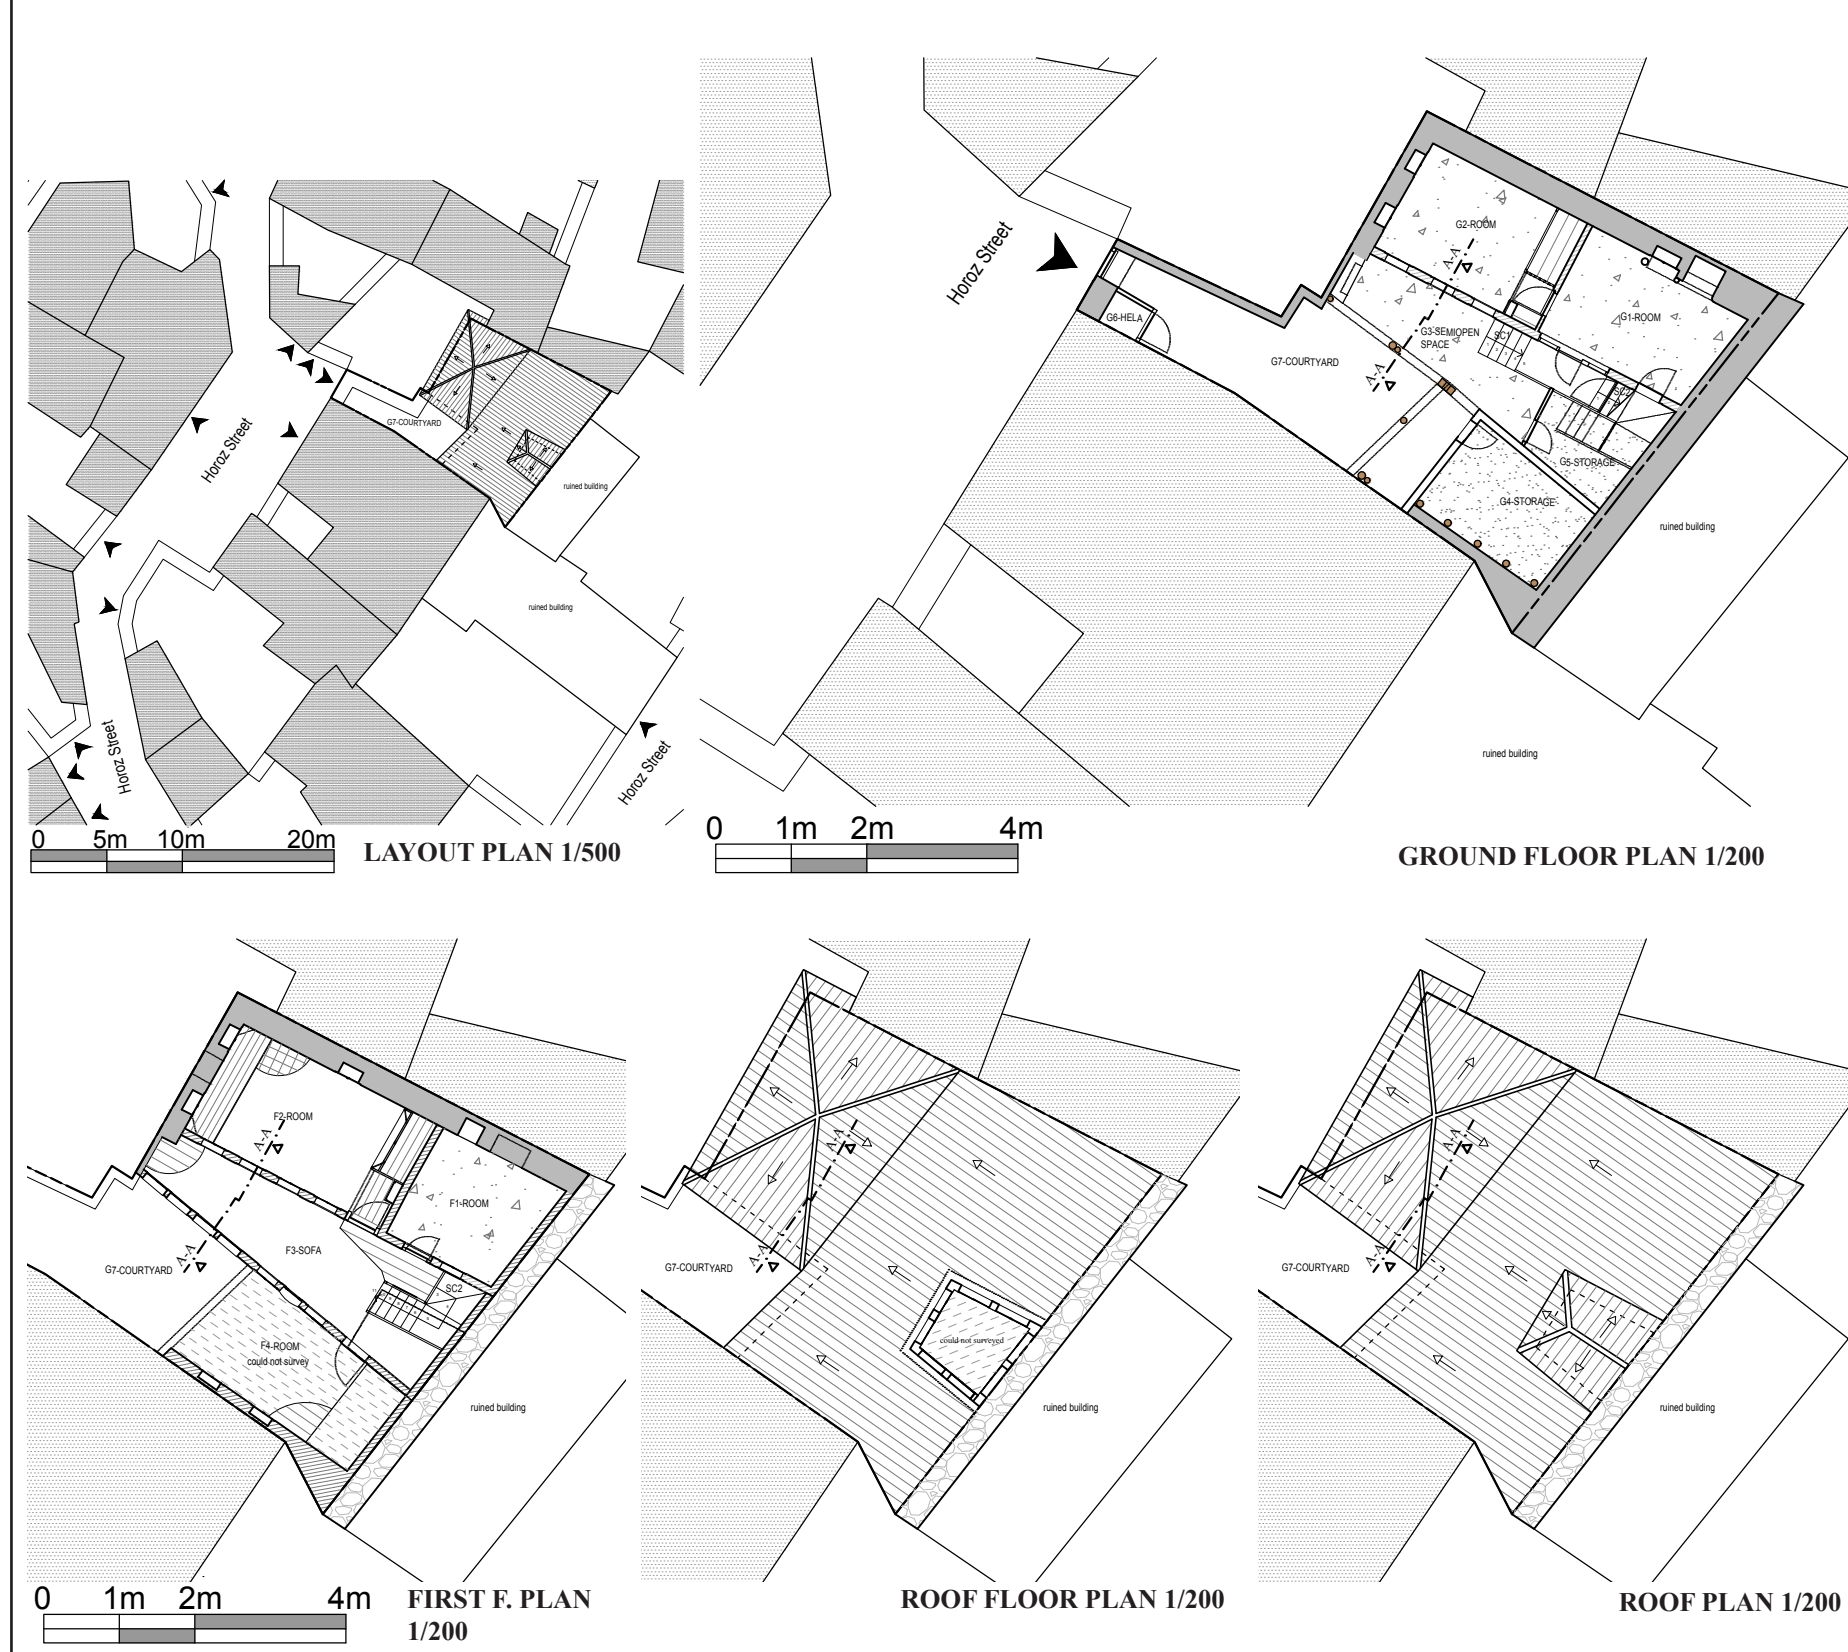 Horoz Street
G7-COURTYARD
ruined building
ruined building
Horoz Street
Horoz Street
0 5m 10m 20m
LAYOUT PLAN 1/500
Horoz Street
G6-HELA
G7-COURTYARD
G2-ROOM
A-A
G3-SEMIOPEN
SPACE
A-A
SC1
G1-ROOM
SC2
G5-STORAGE
G4-STORAGE
ruined building
ruined building
0 1m 2m 4m
GROUND FLOOR PLAN 1/200
F2-ROOM
A-A
F1-ROOM
F3-SOFA
A-A
G7-COURTYARD
SC2
F4-ROOM
could not survey
ruined building
0 1m 2m 4m
FIRST F. PLAN
1/200
A-A
A-A
G7-COURTYARD
could not surveyed
ruined building
ROOF FLOOR PLAN 1/200
A-A
A-A
G7-COURTYARD
ruined building
ROOF PLAN 1/200